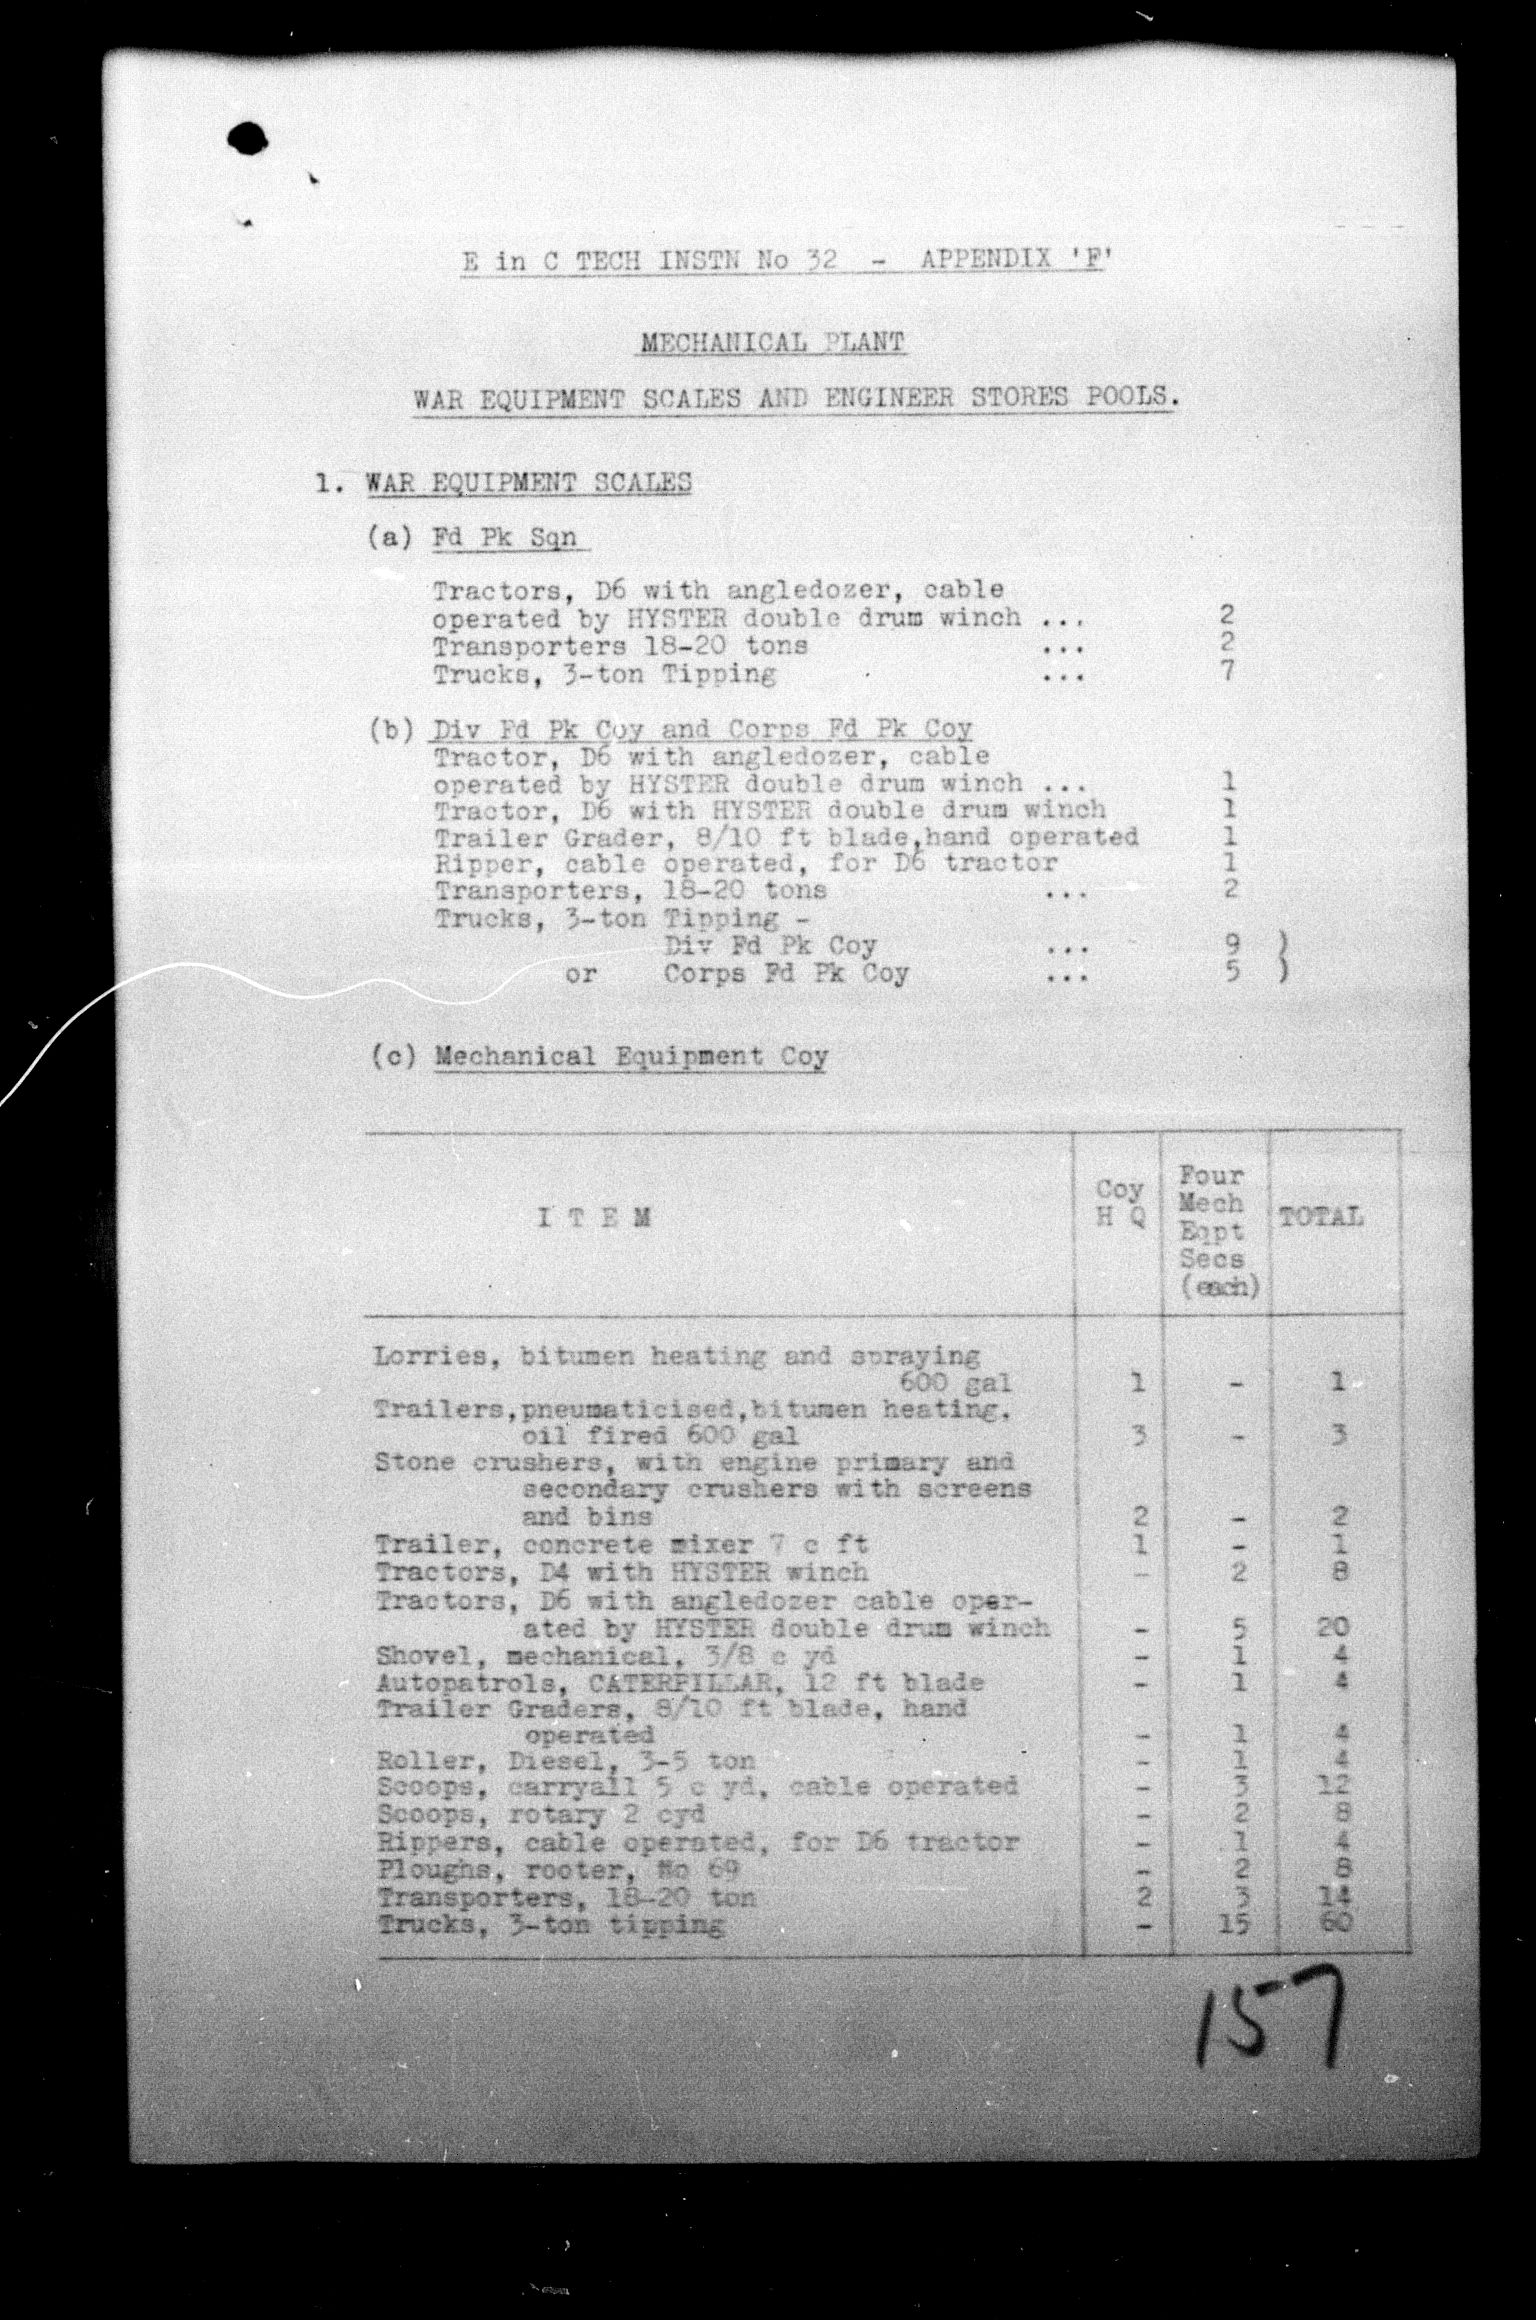 E in C TECH INSTN No 32 - APPENDIX 'F'
MECHANICAL PLANT
WAR EQUIPMENT SCALES AND ENGINEER STORES POOLS.
1. WAR EQUIPMENT SCALES
(a) Fd Pk Sqn
Tractors, D6 with angledozer, cable
operated by HYSTER double drum winch ... 2
Transporters 18-20 tons ... 2
Trucks, 3-ton Tipping ... 7
(b) Div Fd Pk Coy and Corps Fd Pk Coy
Tractor, D6 with angledozer, cable
operated by HYSTER double drum winch ... 1
Tractor, D6 with HYSTER double drum winch 1
Trailer Grader, 8/10 ft blade,hand operated 1
Ripper, cable operated, for D6 tractor 1
Transporters, 18-20 tons ... 2
Trucks, 3-ton Tipping -
Div Fd Pk Coy ... 9 )
or Corps Fd Pk Coy ... 5 )
(c) Mechanical Equipment Coy
ITEM Coy H Q Four Mech Eqpt Secs (each) TOTAL
Lorries, bitumen heating and spraying
600 gal 1 - 1
Trailers,pneumaticised,bitumen heating.
oil fired 600 gal 3 - 3
Stone crushers, with engine primary and
secondary crushers with screens
and bins 2 - 2
Trailer, concrete mixer 7 c ft 1 - 1
Tractors, D4 with HYSTER winch - 2 8
Tractors, D6 with angledozer cable oper-
ated by HYSTER double drum winch - 5 20
Shovel, mechanical, 3/8 c yd - 1 4
Autopatrols, CATERPILLAR, 12 ft blade - 1 4
Trailer Graders, 8/10 ft blade, hand
operated - 1 4
Roller, Diesel, 3-5 ton - 1 4
Scoops, carryall 5 c yd, cable operated - 3 12
Scoops, rotary 2 cyd - 2 8
Rippers, cable operated, for D6 tractor - 1 4
Ploughs, rooter, No 69 - 2 8
Transporters, 18-20 ton 2 3 14
Trucks, 3-ton tipping - 15 60
157